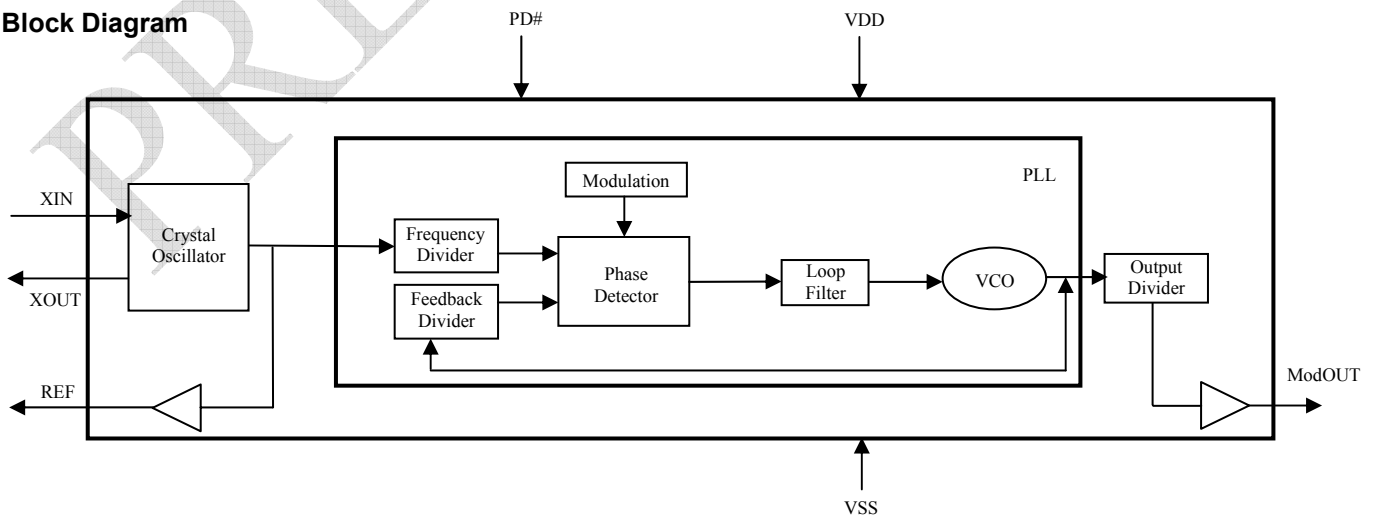 Block Diagram
PD#
VDD
PLL
Modulation
XIN
Crystal
Oscillator
Frequency
Divider
Phase
Detector
Loop
Filter
VCO
Output
Divider
XOUT
Feedback
Divider
REF
ModOUT
VSS